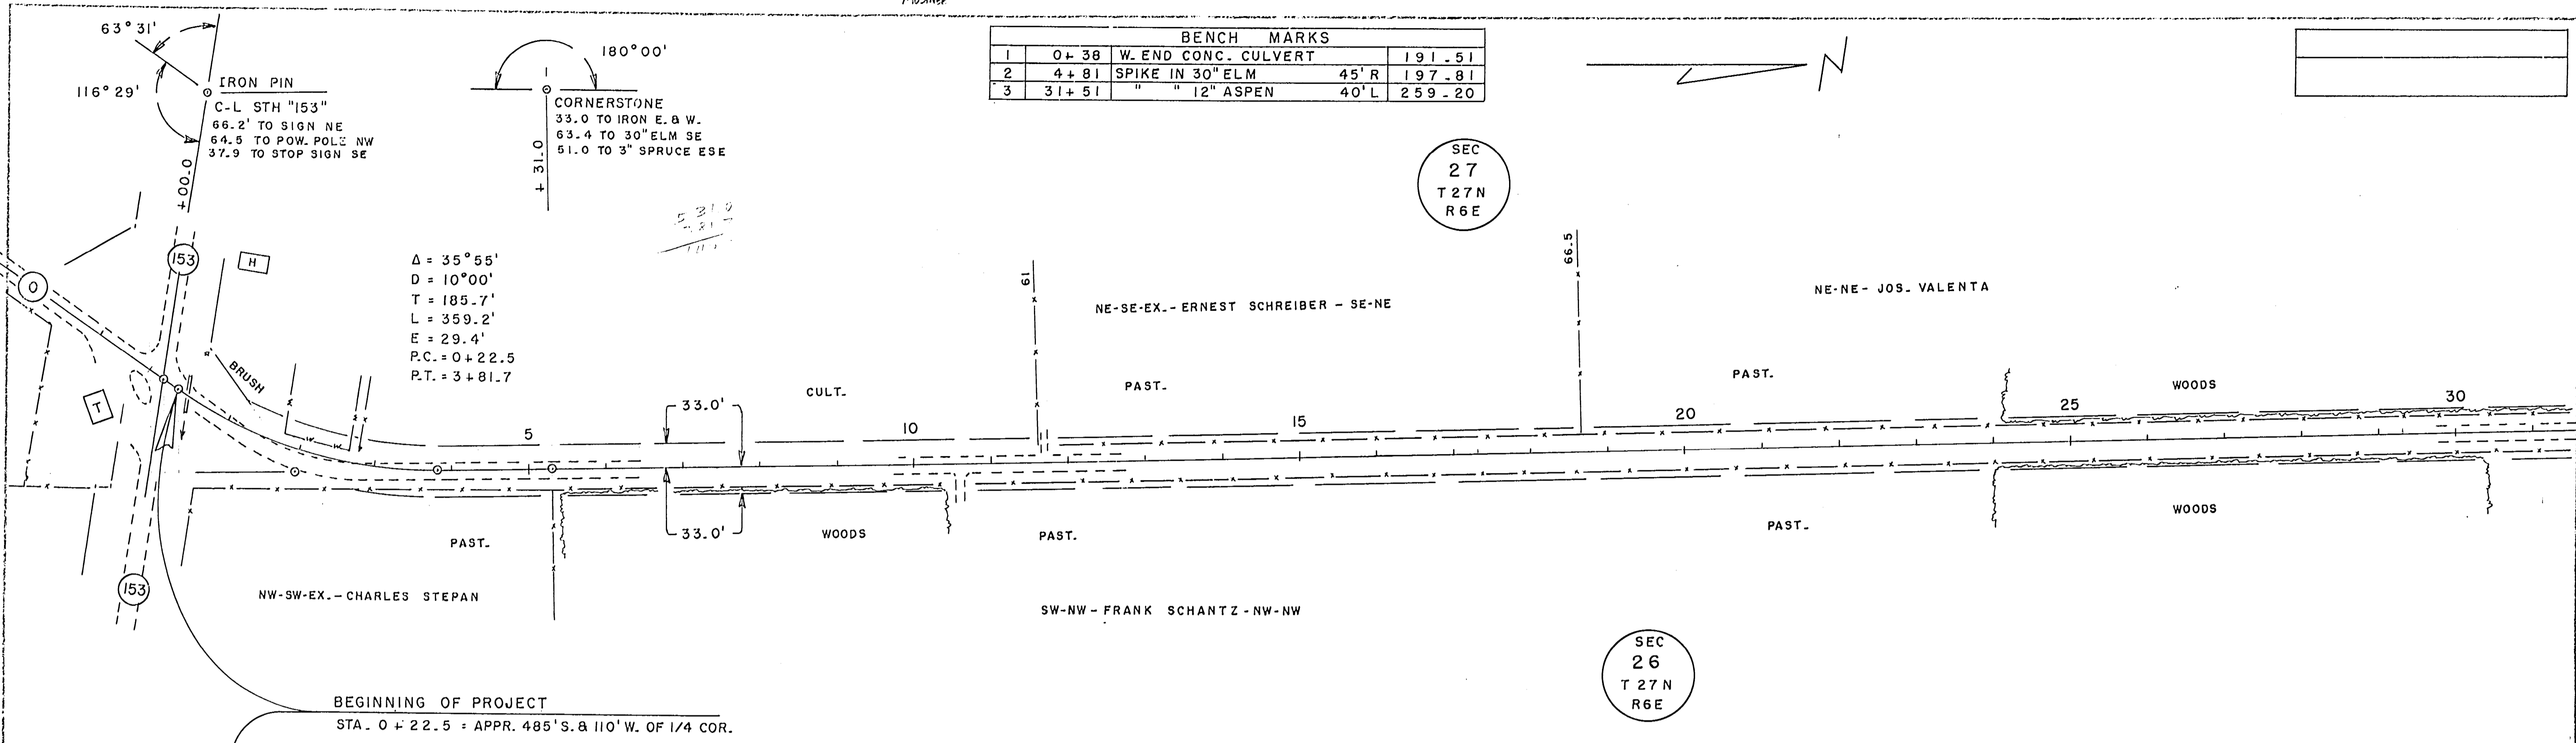 63°31'
116°29'
IRON PIN
C-L STH "153"
66.2' TO SIGN NE
64.5 TO POW. POLE NW
37.9 TO STOP SIGN SE
+00.0
180°00'
CORNERSTONE
33.0 TO IRON E. & W.
63.4 TO 30" ELM SE
51.0 TO 3" SPRUCE ESE
+ 31.0
BENCH MARKS
1 0+38 W. END CONC. CULVERT 191.51
2 4+81 SPIKE IN 30" ELM 45' R 197.81
3 31+51 " " 12" ASPEN 40' L 259.20
N
SEC
27
T 27 N
R 6 E
153
H
O
T
BRUSH
Δ = 35°55'
D = 10°00'
T = 185.7'
L = 359.2'
E = 29.4'
P.C. = 0+22.5
P.T. = 3+81.7
61
66.5
NE-SE-EX. - ERNEST SCHREIBER - SE-NE
NE-NE- JOS. VALENTA
CULT.
PAST.
PAST.
WOODS
33.0'
5
10
15
20
25
30
33.0'
PAST.
WOODS
PAST.
PAST.
WOODS
153
NW-SW-EX. - CHARLES STEPAN
SW-NW - FRANK SCHANTZ - NW-NW
SEC
26
T 27 N
R6E
BEGINNING OF PROJECT
STA. 0+22.5 = APPR. 485' S. & 110' W. OF 1/4 COR.